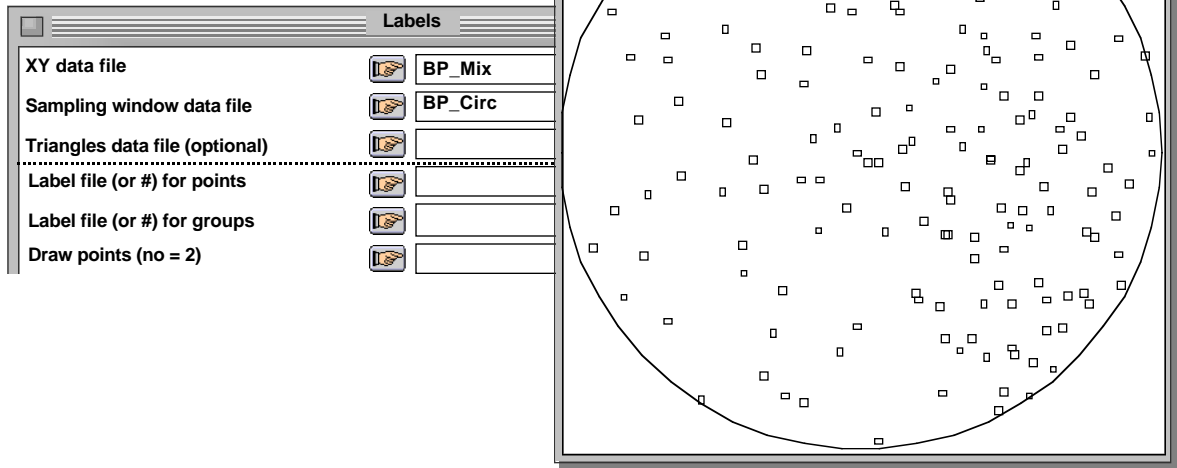 Labels
XY data file BP_Mix
Sampling window data file BP_Circ
Triangles data file (optional)
Label file (or #) for points
Label file (or #) for groups
Draw points (no = 2)